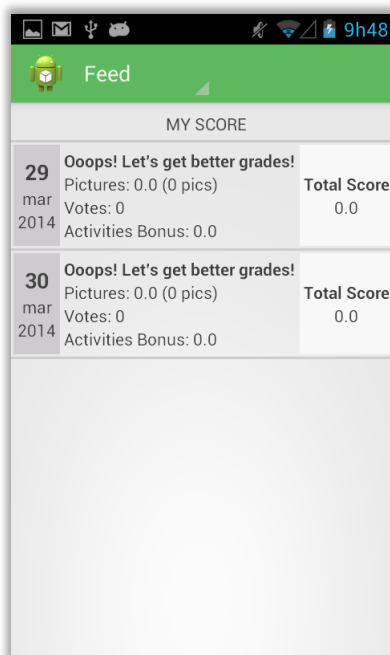 9h48
Feed
MY SCORE
29
mar
2014
Ooops! Let's get better grades!
Pictures: 0.0 (0 pics)
Votes: 0
Activities Bonus: 0.0
Total Score
0.0
30
mar
2014
Ooops! Let's get better grades!
Pictures: 0.0 (0 pics)
Votes: 0
Activities Bonus: 0.0
Total Score
0.0